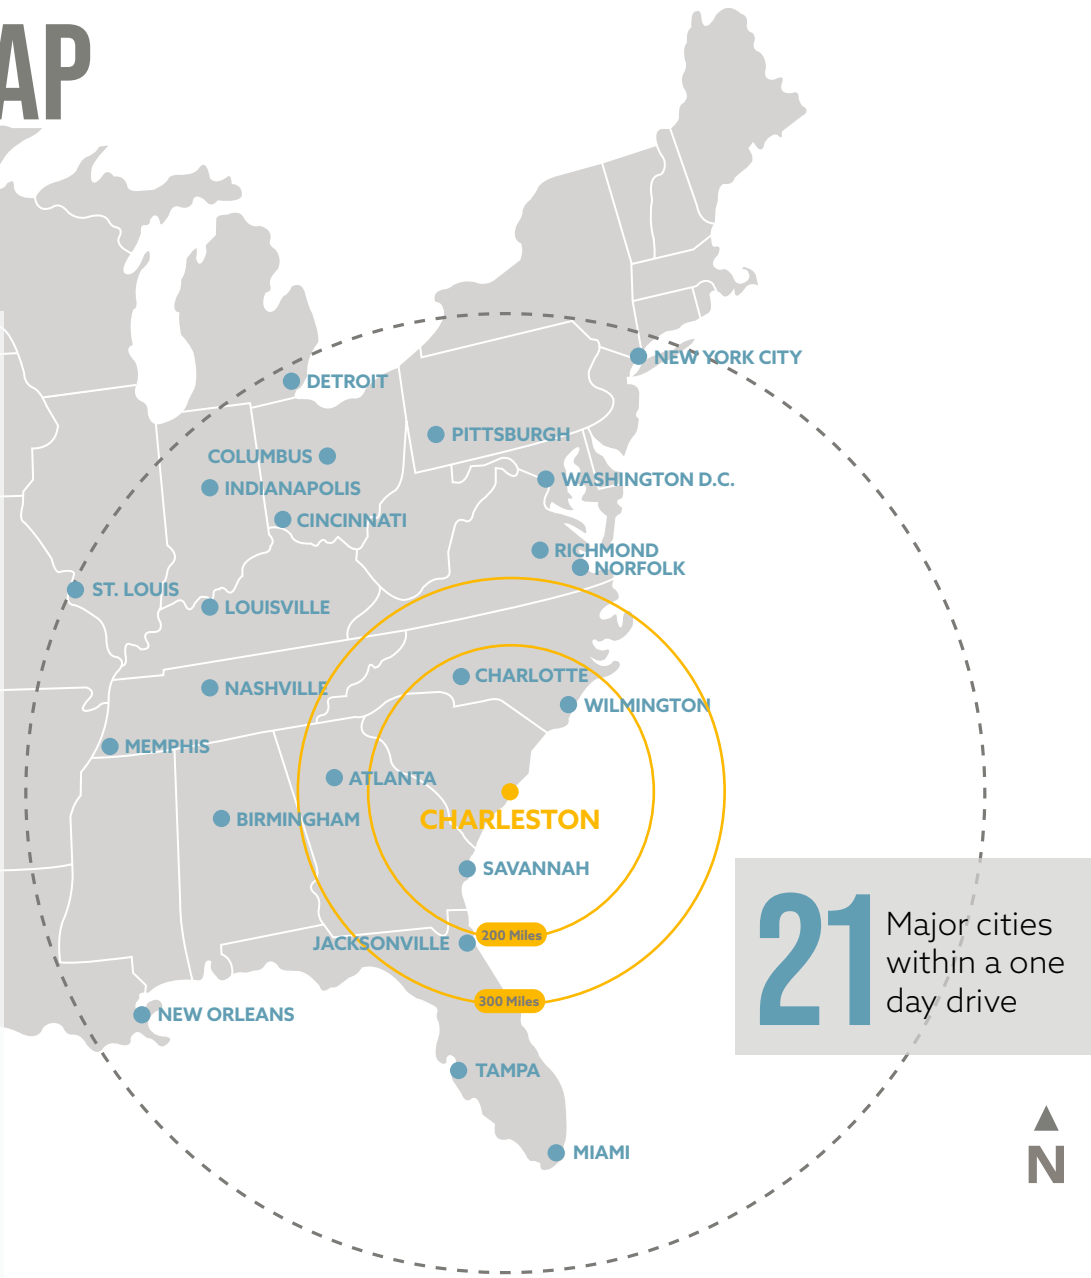 AP
NEW YORK CITY
DETROIT
PITTSBURGH
COLUMBUS
WASHINGTON D.C.
INDIANAPOLIS
CINCINNATI
RICHMOND
NORFOLK
ST. LOUIS
LOUISVILLE
CHARLOTTE
NASHVILLE
WILMINGTON
MEMPHIS
ATLANTA
BIRMINGHAM
CHARLESTON
SAVANNAH
200 Miles
JACKSONVILLE
300 Miles
NEW ORLEANS
TAMPA
MIAMI
21
Major cities
within a one
day drive
N